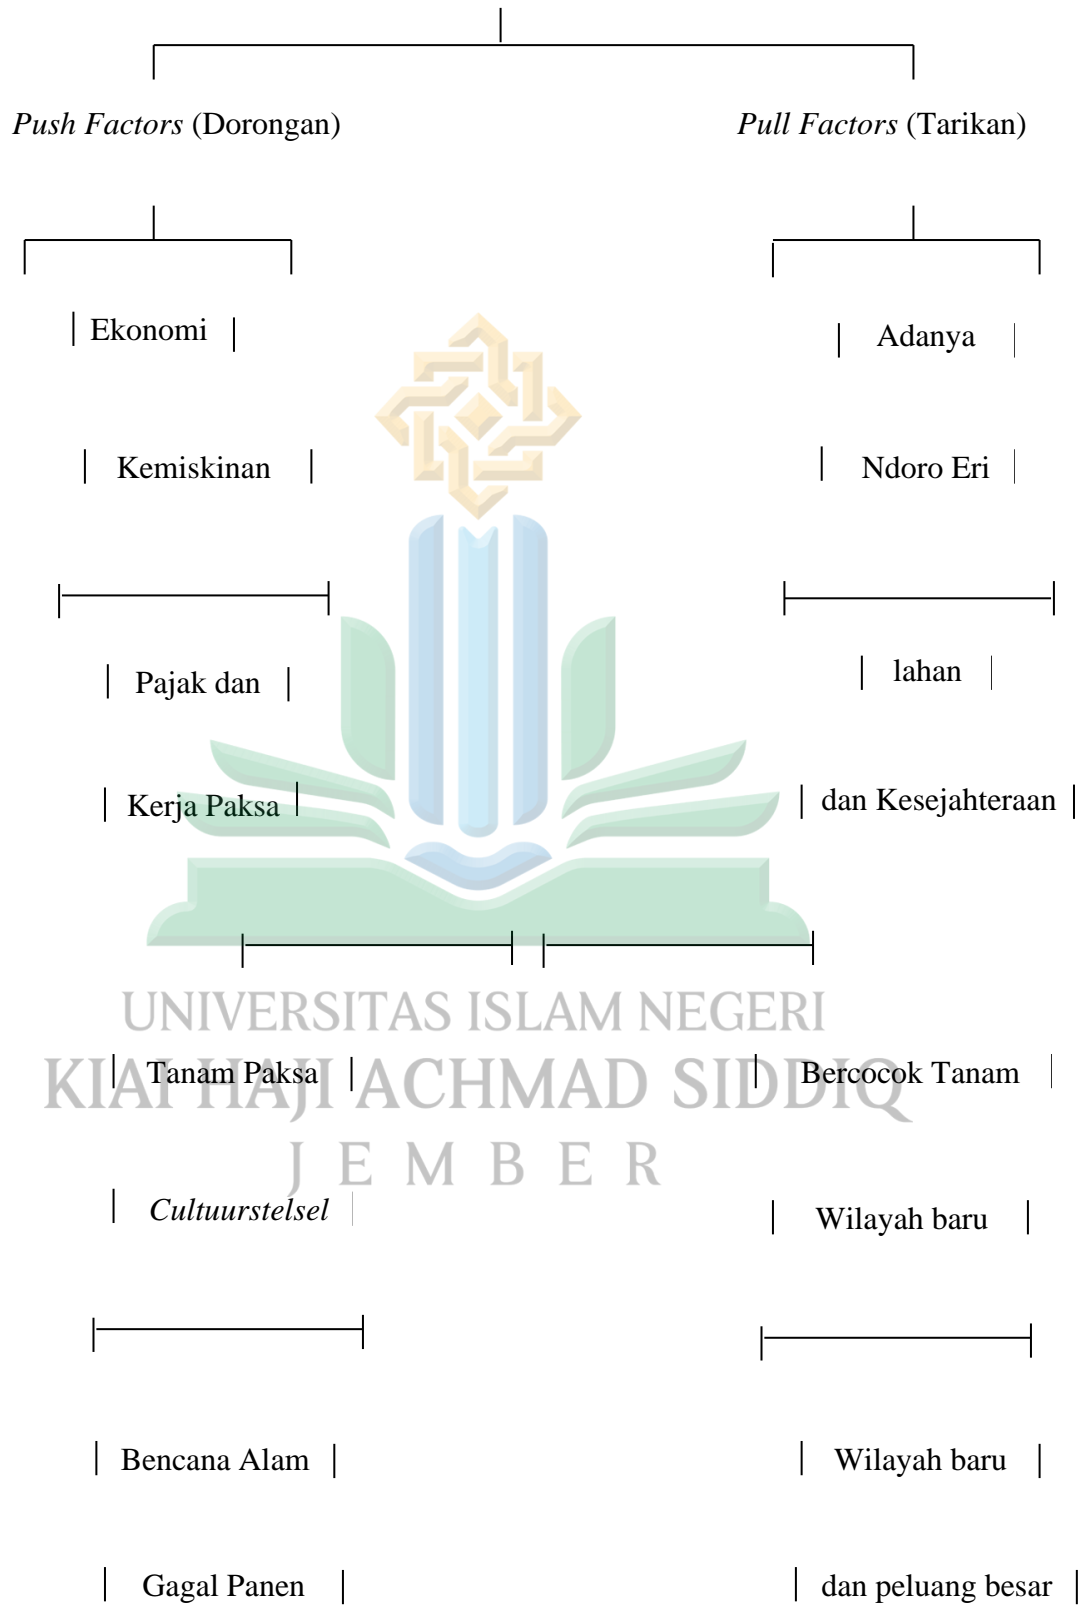 Push Factors (Dorongan)
Pull Factors (Tarikan)
Ekonomi
Adanya
Kemiskinan
Ndoro Eri
Pajak dan
lahan
Kerja Paksa
dan Kesejahteraan
UNIVERSITAS ISLAM NEGERI
KIAI HAJI ACHMAD SIDDIQ
JEMBER
Tanam Paksa
Bercocok Tanam
Cultuurstelsel
Wilayah baru
Bencana Alam
Wilayah baru
Gagal Panen
dan peluang besar